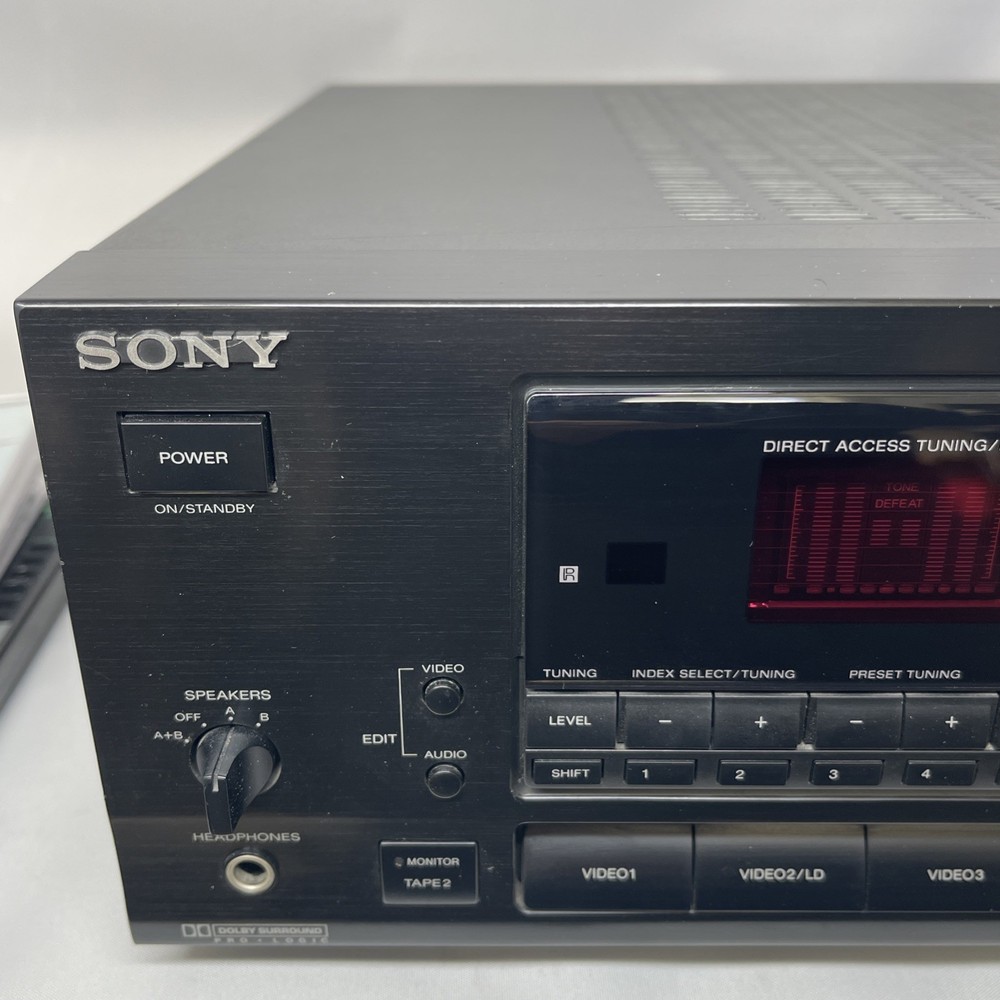 SONY
POWER
ON/STANDBY
DIRECT ACCESS TUNING/
TONE
DEFEAT
R
TUNING
INDEX SELECT/TUNING
PRESET TUNING
LEVEL
−
+
−
+
SHIFT
1
2
3
4
VIDEO
EDIT
AUDIO
SPEAKERS
OFF
A
B
A+B
HEADPHONES
MONITOR
TAPE 2
VIDEO1
VIDEO2/LD
VIDEO3
DOLBY SURROUND
PRO • LOGIC